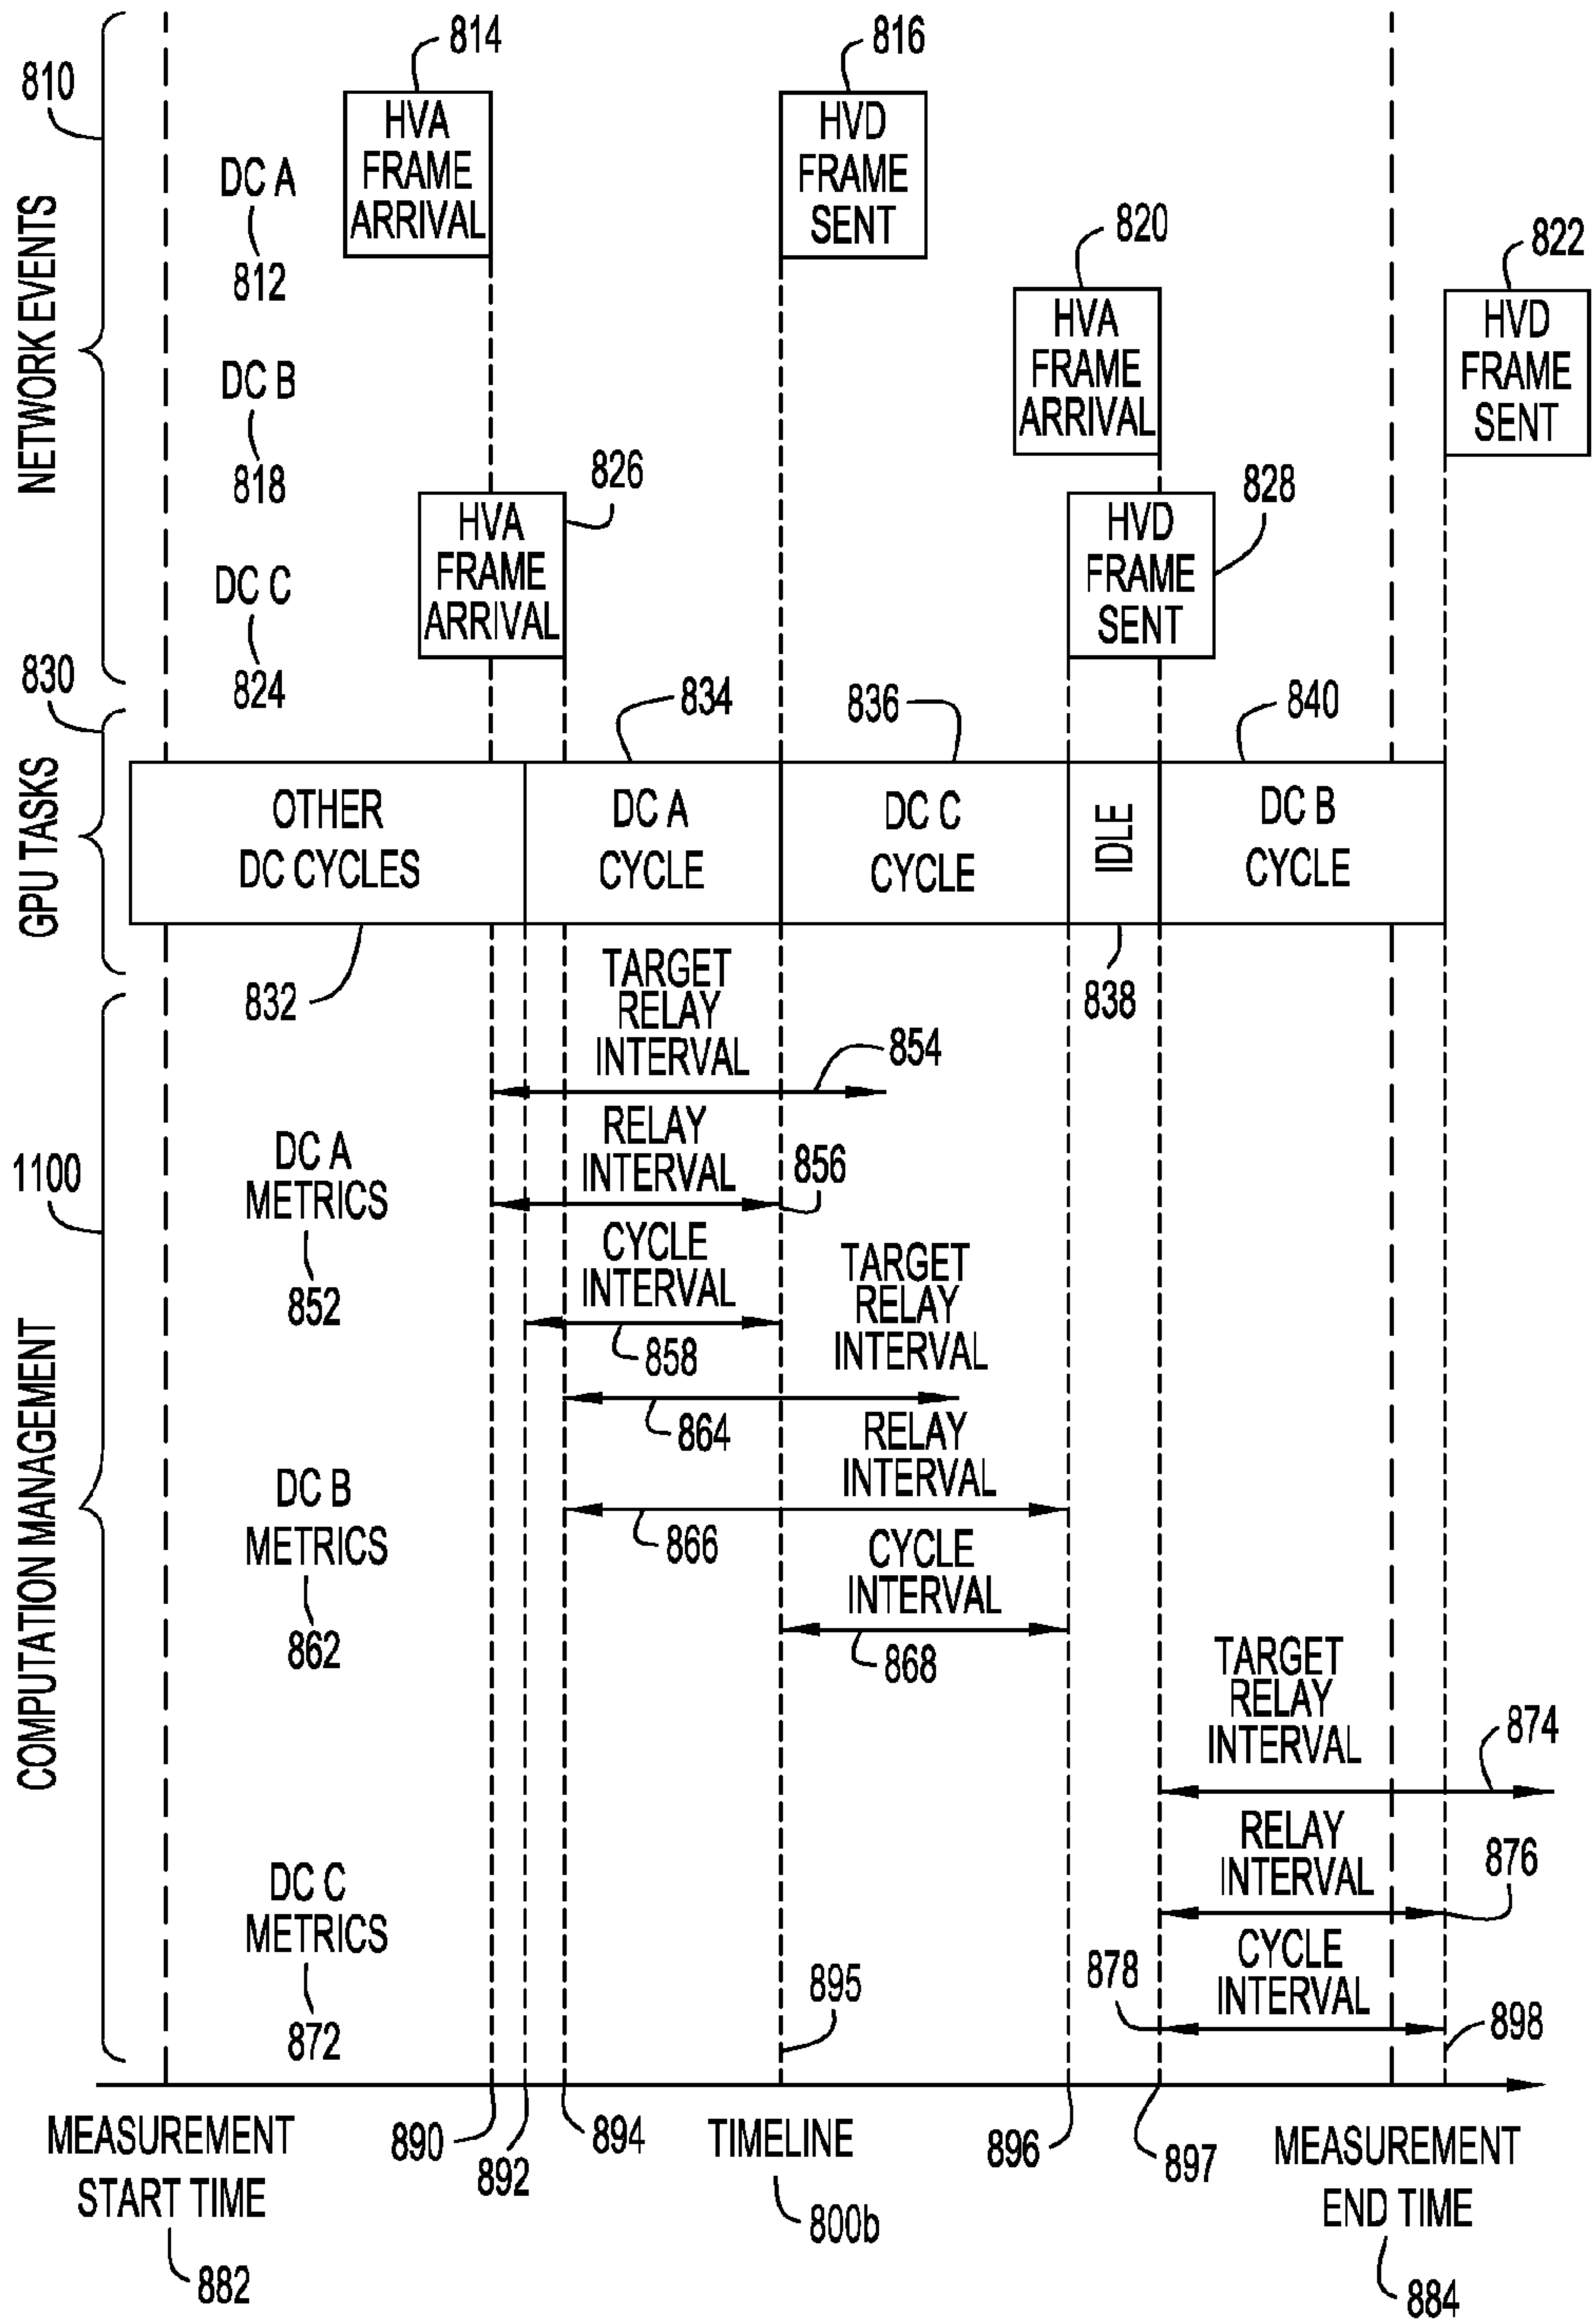 814
816
810
HVA
FRAME
ARRIVAL
HVD
FRAME
SENT
DC A
812
820
822
HVA
FRAME
ARRIVAL
HVD
FRAME
SENT
NETWORK EVENTS
DC B
818
826
828
HVA
FRAME
ARRIVAL
HVD
FRAME
SENT
DC C
824
830
834
836
840
GPU TASKS
OTHER
DC CYCLES
DC A
CYCLE
DC C
CYCLE
IDLE
DC B
CYCLE
832
838
TARGET
RELAY
INTERVAL
854
1100
DC A
METRICS
852
RELAY
INTERVAL
856
CYCLE
INTERVAL
858
TARGET
RELAY
INTERVAL
864
COMPUTATION MANAGEMENT
DC B
METRICS
862
RELAY
INTERVAL
866
CYCLE
INTERVAL
868
TARGET
RELAY
INTERVAL
874
DC C
METRICS
872
RELAY
INTERVAL
876
CYCLE
INTERVAL
878
895
898
MEASUREMENT
START TIME
882
890
892
894
TIMELINE
800b
896
897
MEASUREMENT
END TIME
884